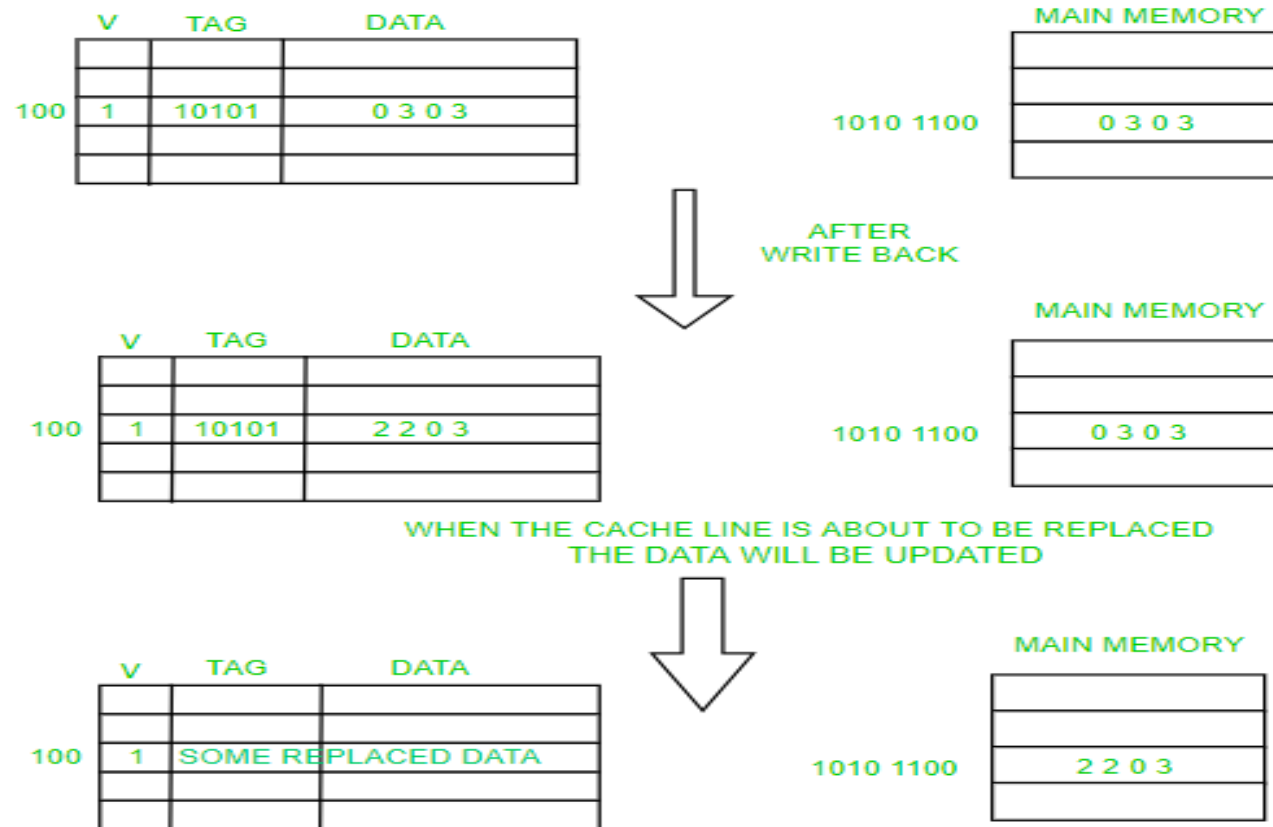 V TAG DATA
MAIN MEMORY
100 1 10101 0 3 0 3
1010 1100 0 3 0 3
AFTER
WRITE BACK
V TAG DATA
MAIN MEMORY
100 1 10101 2 2 0 3
1010 1100 0 3 0 3
WHEN THE CACHE LINE IS ABOUT TO BE REPLACED
THE DATA WILL BE UPDATED
V TAG DATA
MAIN MEMORY
100 1 SOME REPLACED DATA
1010 1100 2 2 0 3